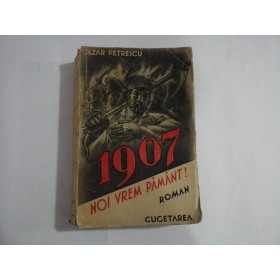 CEZAR PETRESCU
1907
NOI VREM PĂMÂNT!
ROMAN
CUGETAREA